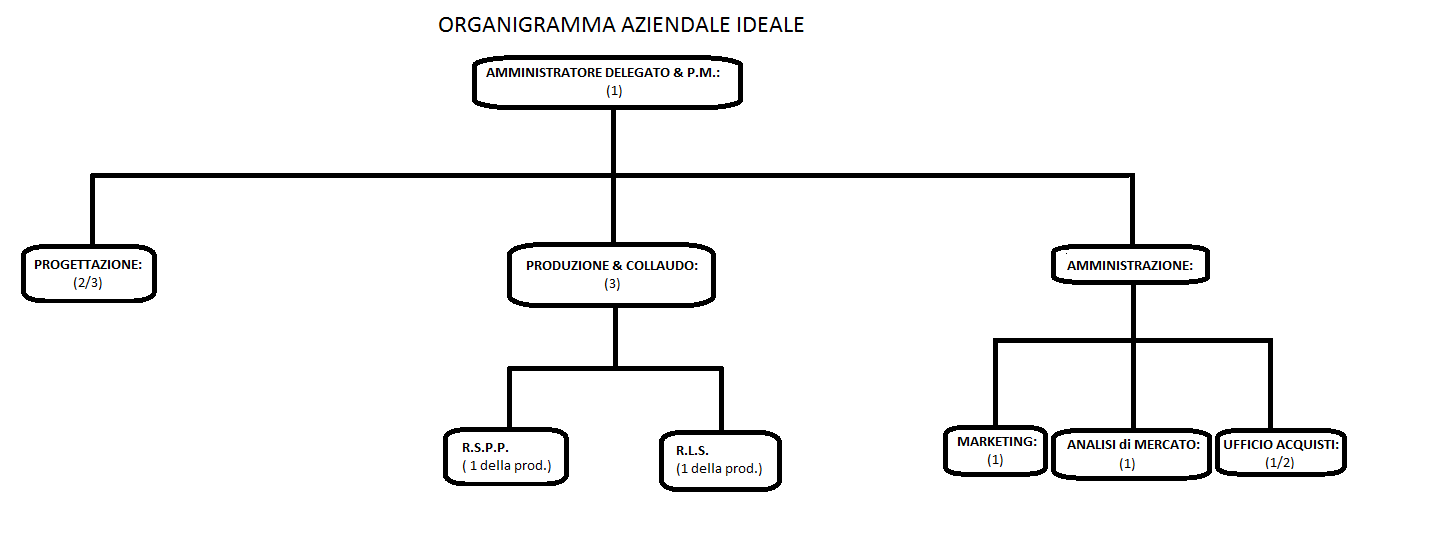 ORGANIGRAMMA AZIENDALE IDEALE
AMMINISTRATORE DELEGATO & P.M.:
(1)
PROGETTAZIONE:
(2/3)
PRODUZIONE & COLLAUDO:
(3)
AMMINISTRAZIONE:
R.S.P.P.
( 1 della prod.)
R.L.S.
(1 della prod.)
MARKETING:
(1)
ANALISI di MERCATO:
(1)
UFFICIO ACQUISTI:
(1/2)